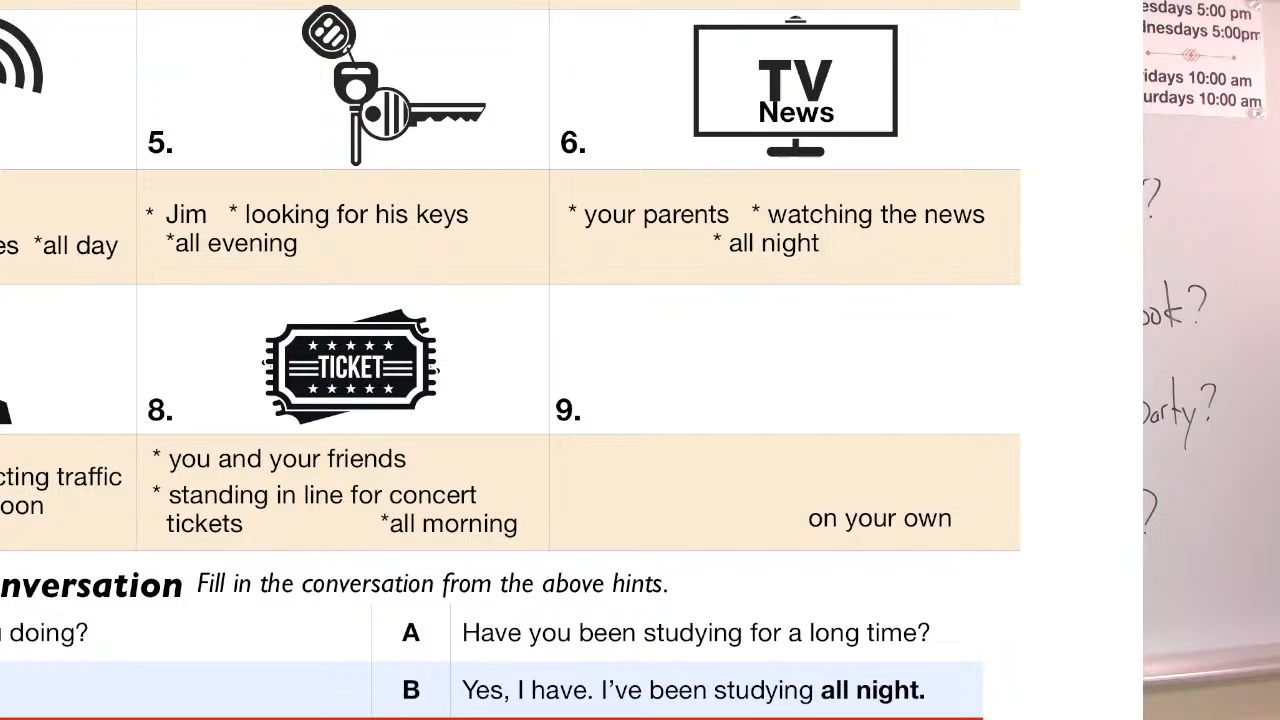 esdays 5:00 pm
nesdays 5:00pm
idays 10:00 am
urdays 10:00 am
5.
6.
TV
News
* Jim * looking for his keys
*all evening
* your parents * watching the news
* all night
es *all day
?
ook?
arty?
?
TICKET
8.
9.
cting traffic
oon
* you and your friends
* standing in line for concert
tickets *all morning
on your own
nversation Fill in the conversation from the above hints.
doing?
A Have you been studying for a long time?
B Yes, I have. I've been studying all night.